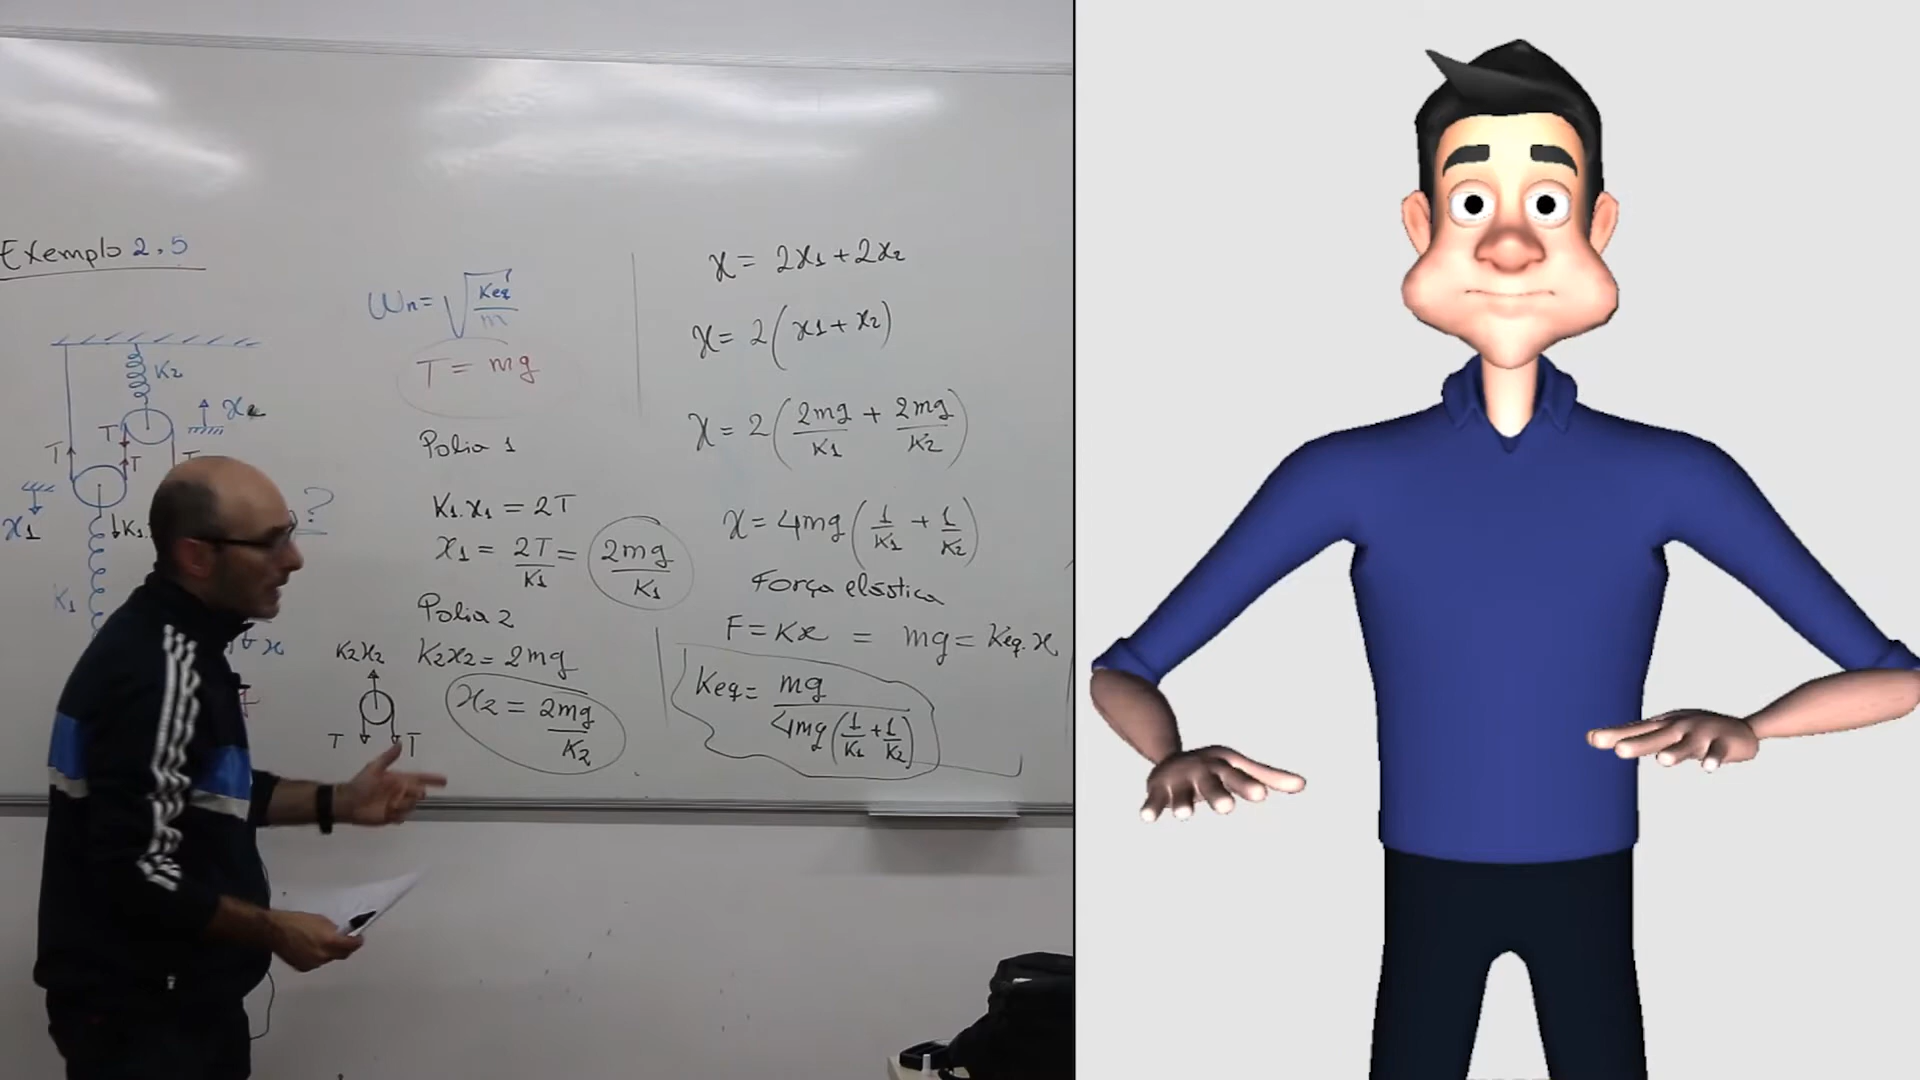 Exemplo 2.5
K2
x2
T
T
T
T
x1
K1
K1
x
?
ωn = √(Keq/m)
T = mg
Polia 1
K1.x1 = 2T
x1 = 2T/K1 = 2mg/K1
Polia 2
K2x2
T
T
K2x2 = 2mg
x2 = 2mg/K2
x = 2x1 + 2x2
x = 2(x1 + x2)
x = 2(2mg/K1 + 2mg/K2)
x = 4mg(1/K1 + 1/K2)
Força elástica
F = Kx = mg = Keq.x
Keq = mg/4mg(1/K1 + 1/K2)